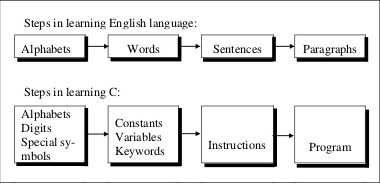 Steps in learning English language:
Alphabets
Words
Sentences
Paragraphs
Steps in learning C:
Alphabets
Digits
Special sy-
mbols
Constants
Variables
Keywords
Instructions
Program